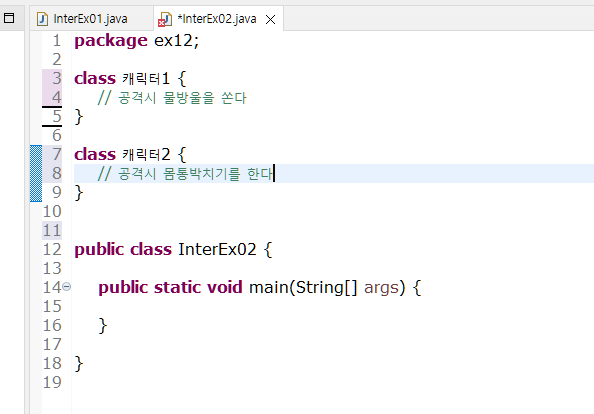 InterEx01.java *InterEx02.java
1 package ex12;
2
3 class 캐릭터1 {
4 // 공격시 물방울을 쏜다
5 }
6
7 class 캐릭터2 {
8 // 공격시 몸통박치기를 한다
9 }
10
11
12 public class InterEx02 {
13
14 public static void main(String[] args) {
15
16 }
17
18 }
19